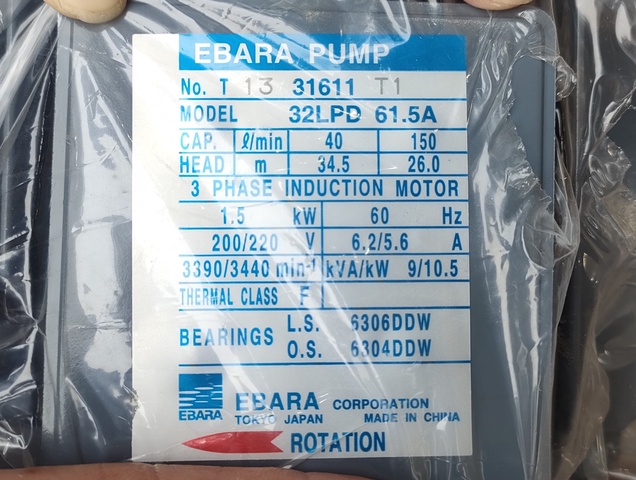 EBARA PUMP
No. T 13 31611 T1
MODEL 32LPD 61.5A
CAP. ℓ/min 40 150
HEAD m 34.5 26.0
3 PHASE INDUCTION MOTOR
1.5 kW 60 Hz
200/220 V 6.2/5.6 A
3390/3440 min⁻¹ kVA/kW 9/10.5
THERMAL CLASS F
BEARINGS L.S. 6306DDW
O.S. 6304DDW
EBARA EBARA CORPORATION
TOKYO JAPAN MADE IN CHINA
ROTATION